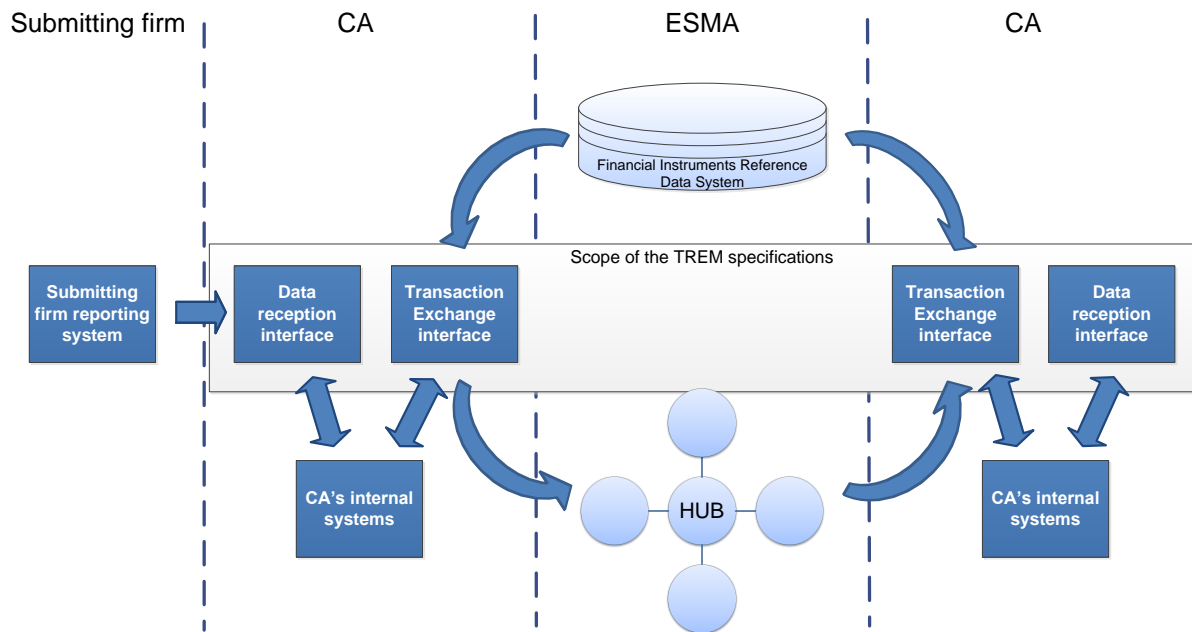 Submitting firm
CA
ESMA
CA
Financial Instruments Reference
Data System
Scope of the TREM specifications
Submitting
firm reporting
system
Data
reception
interface
Transaction
Exchange
interface
Transaction
Exchange
interface
Data
reception
interface
CA's internal
systems
HUB
CA's internal
systems